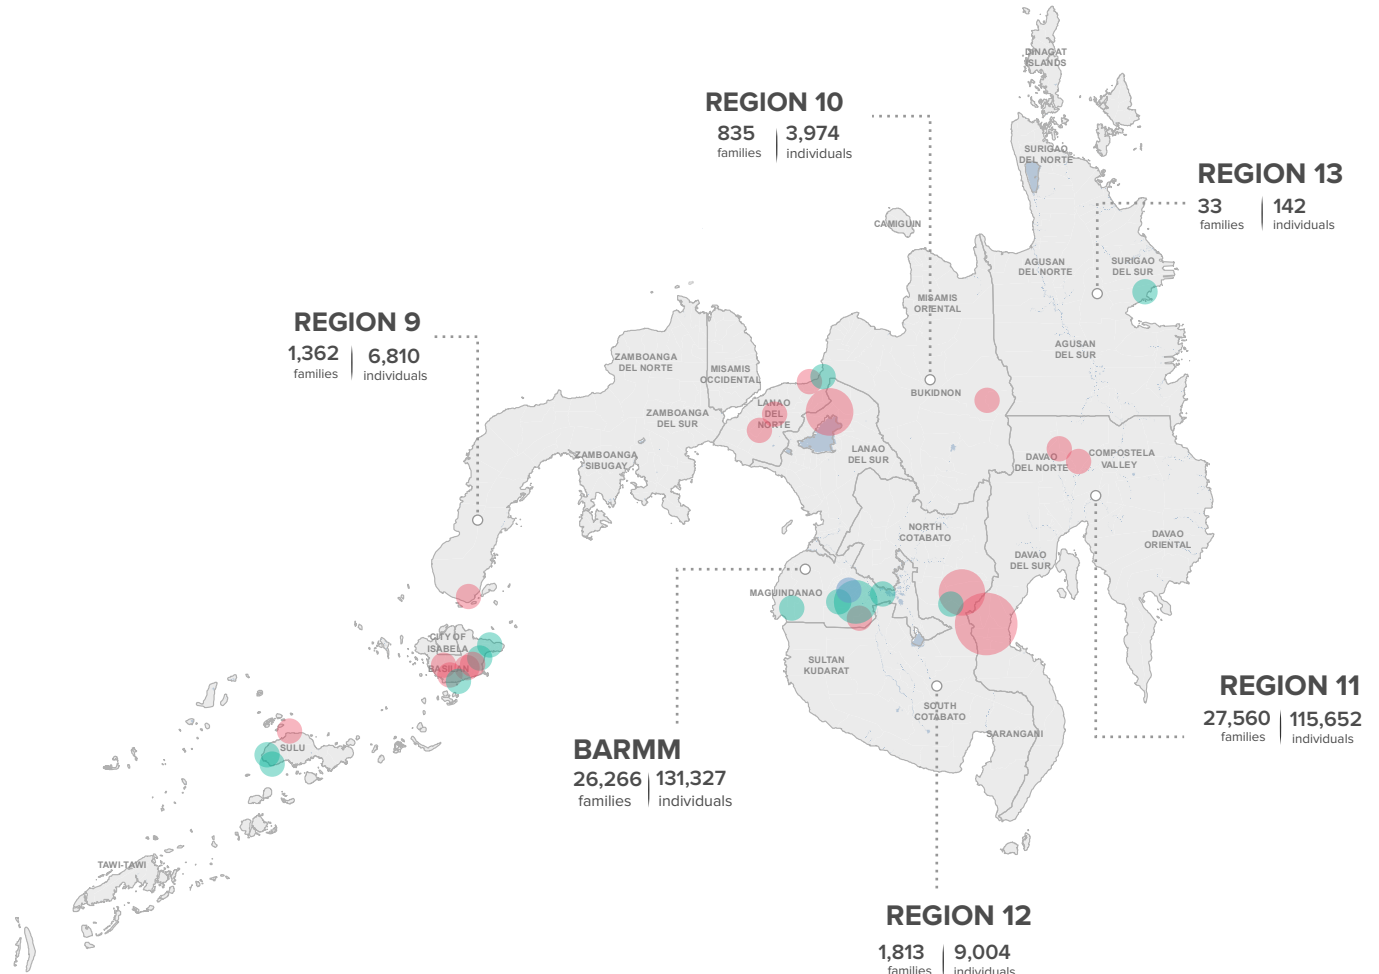 DINAGAT
ISLANDS
REGION 10
835 3,974
families individuals
SURIGAO
DEL NORTE
REGION 13
33 142
families individuals
CAMIGUIN
AGUSAN
DEL NORTE
SURIGAO
DEL SUR
MISAMIS
ORIENTAL
REGION 9
1,362 6,810
families individuals
ZAMBOANGA
DEL NORTE
MISAMIS
OCCIDENTAL
AGUSAN
DEL SUR
BUKIDNON
LANAO
DEL
NORTE
ZAMBOANGA
DEL SUR
ZAMBOANGA
SIBUGAY
LANAO
DEL SUR
DAVAO
DEL NORTE
COMPOSTELA
VALLEY
NORTH
COTABATO
DAVAO
ORIENTAL
DAVAO
DEL SUR
MAGUINDANAO
CITY OF
ISABELA
BASILAN
SULTAN
KUDARAT
REGION 11
27,560 115,652
families individuals
SOUTH
COTABATO
SARANGANI
SULU
BARMM
26,266 131,327
families individuals
TAWI-TAWI
REGION 12
1,813 9,004
families individuals